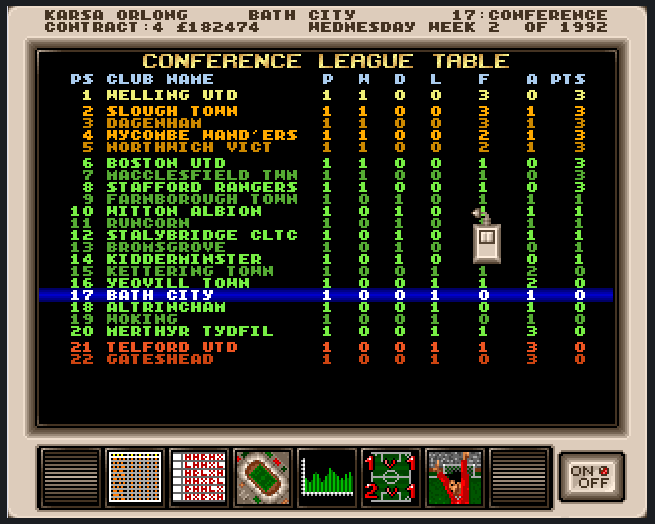 KARSA ORLONG BATH CITY 17:CONFERENCE
CONTRACT:4 £182474 WEDNESDAY WEEK 2 OF 1992
CONFERENCE LEAGUE TABLE
PS CLUB NAME P W D L F A PTS
1 WELLING UTD 1 1 0 0 3 0 3
2 SLOUGH TOWN 1 1 0 0 3 1 3
3 DAGENHAM 1 1 0 0 3 1 3
4 WYCOMBE WAND'ERS 1 1 0 0 2 1 3
5 NORTHWICH VICT 1 1 0 0 2 1 3
6 BOSTON UTD 1 1 0 0 1 0 3
7 MACCLESFIELD TWN 1 1 0 0 1 0 3
8 STAFFORD RANGERS 1 1 0 0 1 0 3
9 FARNBOROUGH TOWN 1 0 1 0 1 1 1
10 WITTON ALBION 1 0 1 0 1 1
11 RUNCORN 1 0 1 0 1 1
12 STALYBRIDGE CLTC 1 0 1 0 1 1
13 BROMSGROVE 1 0 1 0 0 1
14 KIDDERMINSTER 1 0 1 0 0 1
15 KETTERING TOWN 1 0 0 1 1 2 0
16 YEOVILL TOWN 1 0 0 1 1 2 0
17 BATH CITY 1 0 0 1 0 1 0
18 ALTRINCHAM 1 0 0 1 0 1 0
19 WOKING 1 0 0 1 0 1 0
20 MERTHYR TYDFIL 1 0 0 1 1 3 0
21 TELFORD UTD 1 0 0 1 1 3 0
22 GATESHEAD 1 0 0 1 0 3 0
1 1
2 1
ON
OFF